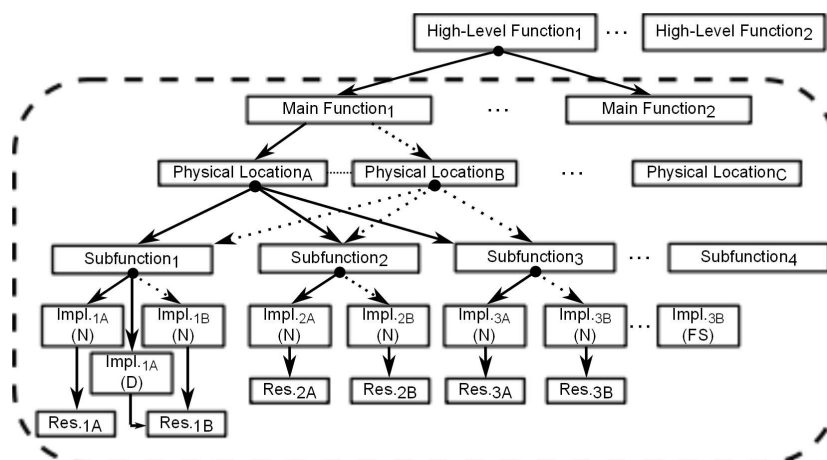 High-Level Function1 ... High-Level Function2
Main Function1 ... Main Function2
Physical LocationA Physical LocationB ... Physical LocationC
Subfunction1 Subfunction2 Subfunction3 ... Subfunction4
Impl.1A Impl.1B Impl.2A Impl.2B Impl.3A Impl.3B ... Impl.3B
(N) (N) (N) (N) (N) (N) (FS)
Impl.1A
(D)
Res.2A Res.2B Res.3A Res.3B
Res.1A Res.1B